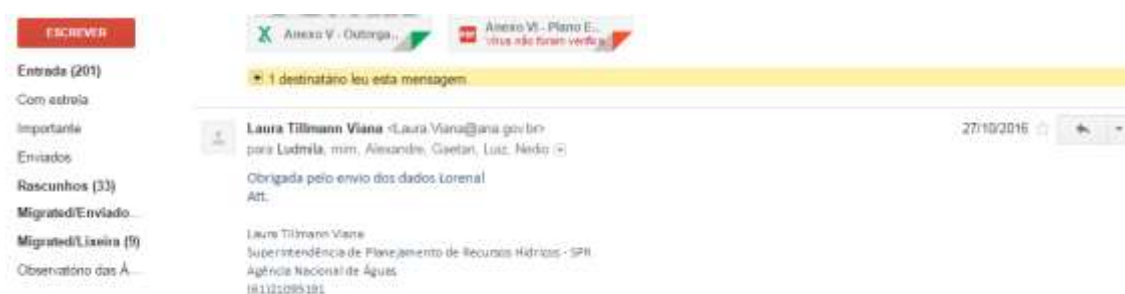 ESCREVER
Entrada (201)
Com estrela
Importante
Enviados
Rascunhos (33)
Migrated/Enviado...
Migrated/Lixeira (9)
Observatório das Á...
Anexo V - Outorga...
Anexo VI - Plano E...
Vírus não foram verifica
1 destinatário leu esta mensagem.
Laura Tillmann Viana <Laura.Viana@ana.gov.br>
27/10/2016
para Ludmila, mim, Alexandre, Gaetan, Luiz, Nedio
Obrigada pelo envio dos dados Lorena!
Att.
Laura Tillmann Viana
Superintendência de Planejamento de Recursos Hídricos - SPR
Agência Nacional de Águas
(61)21095191